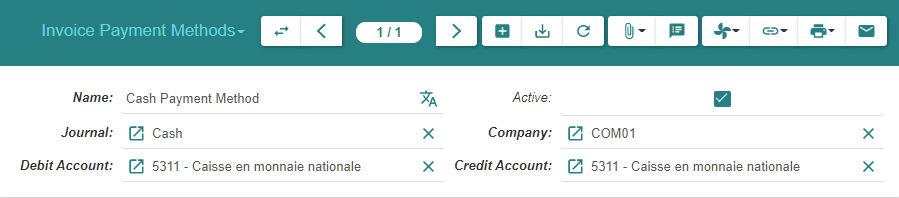 Invoice Payment Methods 1 / 1
Name: Cash Payment Method Active:
Journal: Cash Company: COM01
Debit Account: 5311 - Caisse en monnaie nationale Credit Account: 5311 - Caisse en monnaie nationale